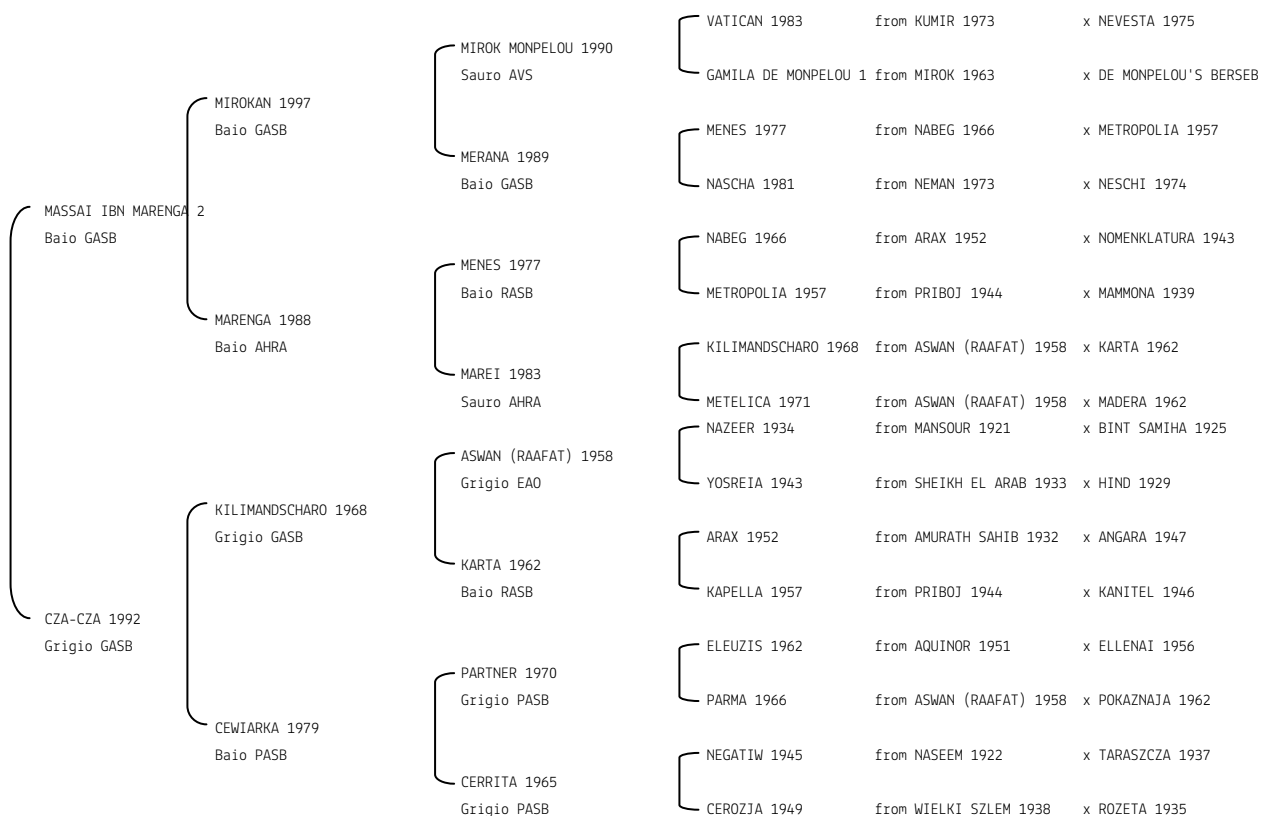 VATICAN 1983 from KUMIR 1973 x NEVESTA 1975
MIROK MONPELOU 1990
Sauro AVS
GAMILA DE MONPELOU 1 from MIROK 1963 x DE MONPELOU'S BERSEB
MIROKAN 1997
Baio GASB
MENES 1977 from NABEG 1966 x METROPOLIA 1957
MERANA 1989
Baio GASB
NASCHA 1981 from NEMAN 1973 x NESCHI 1974
MASSAI IBN MARENGA 2
Baio GASB
NABEG 1966 from ARAX 1952 x NOMENKLATURA 1943
MENES 1977
Baio RASB
METROPOLIA 1957 from PRIBOJ 1944 x MAMMONA 1939
MARENGA 1988
Baio AHRA
KILIMANDSCHARO 1968 from ASWAN (RAAFAT) 1958 x KARTA 1962
MAREI 1983
Sauro AHRA
METELICA 1971 from ASWAN (RAAFAT) 1958 x MADERA 1962
NAZEER 1934 from MANSOUR 1921 x BINT SAMIHA 1925
ASWAN (RAAFAT) 1958
Grigio EAO
YOSREIA 1943 from SHEIKH EL ARAB 1933 x HIND 1929
KILIMANDSCHARO 1968
Grigio GASB
ARAX 1952 from AMURATH SAHIB 1932 x ANGARA 1947
KARTA 1962
Baio RASB
KAPELLA 1957 from PRIBOJ 1944 x KANITEL 1946
CZA-CZA 1992
Grigio GASB
ELEUZIS 1962 from AQUINOR 1951 x ELLENAI 1956
PARTNER 1970
Grigio PASB
PARMA 1966 from ASWAN (RAAFAT) 1958 x POKAZNAJA 1962
CEWIARKA 1979
Baio PASB
NEGATIW 1945 from NASEEM 1922 x TARASZCZA 1937
CERRITA 1965
Grigio PASB
CEROZJA 1949 from WIELKI SZLEM 1938 x ROZETA 1935